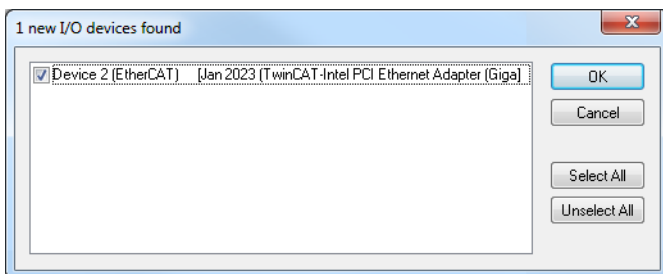 1 new I/O devices found
Device 2 (EtherCAT) [Jan 2023 (TwinCAT-Intel PCI Ethernet Adapter (Giga]
OK
Cancel
Select All
Unselect All